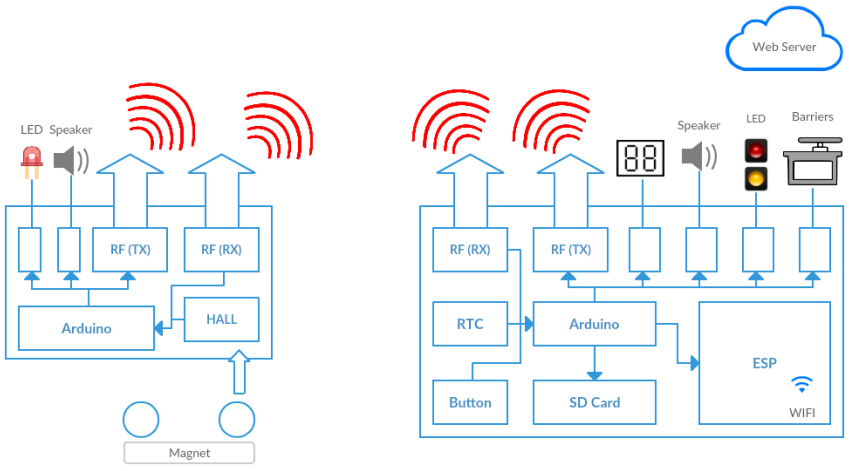 Web Server
LED Speaker
Speaker
LED
Barriers
88
RF (TX)
RF (RX)
RF (RX)
RF (TX)
Arduino
HALL
RTC
Arduino
ESP
Button
SD Card
WIFI
Magnet